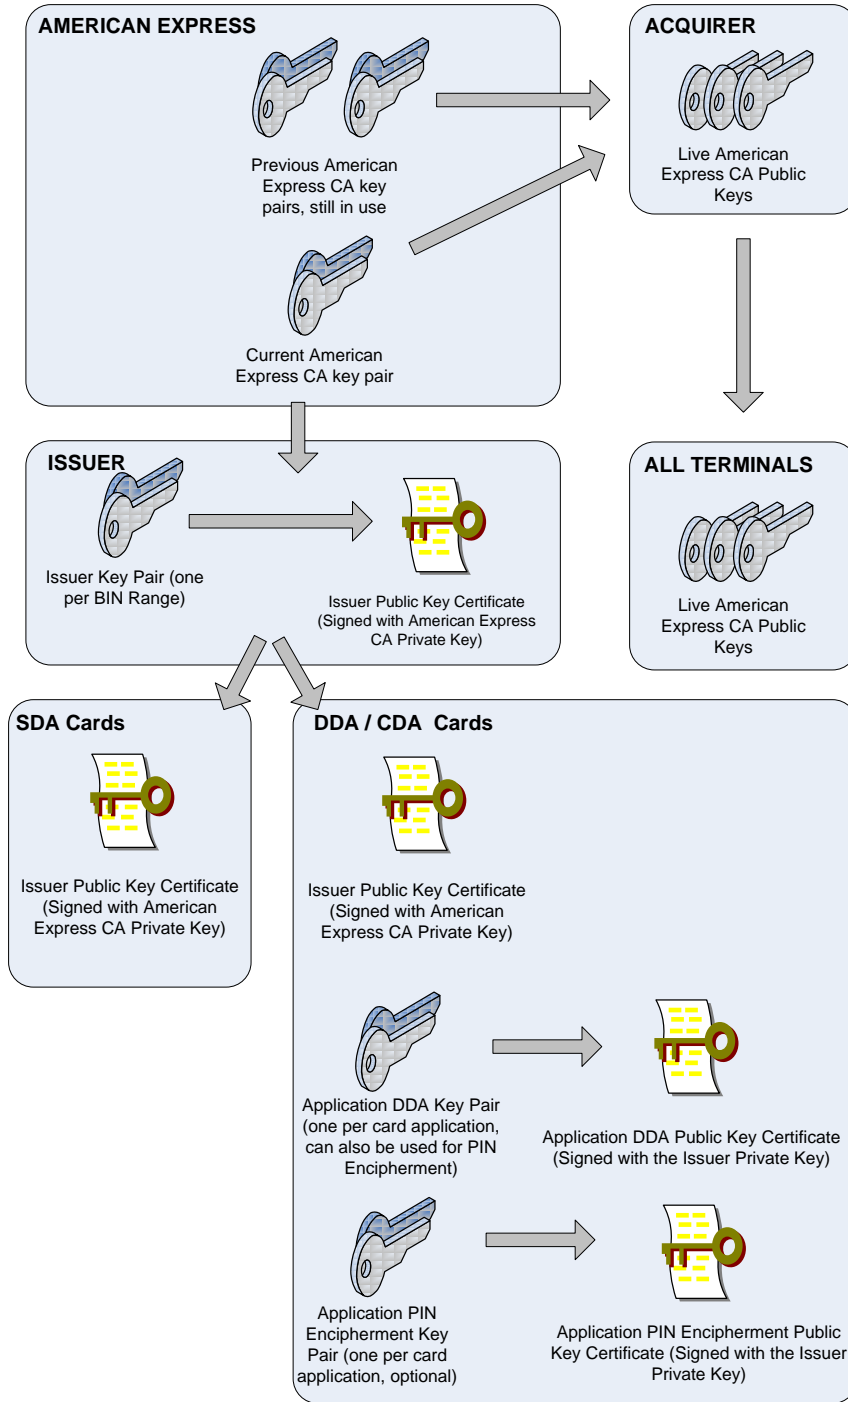 AMERICAN EXPRESS
Previous American
Express CA key
pairs, still in use
Current American
Express CA key pair
ACQUIRER
Live American
Express CA Public
Keys
ISSUER
Issuer Key Pair (one
per BIN Range)
Issuer Public Key Certificate
(Signed with American Express
CA Private Key)
ALL TERMINALS
Live American
Express CA Public
Keys
SDA Cards
Issuer Public Key Certificate
(Signed with American
Express CA Private Key)
DDA / CDA  Cards
Issuer Public Key Certificate
(Signed with American
Express CA Private Key)
Application DDA Key Pair
(one per card application,
can also be used for PIN
Encipherment)
Application DDA Public Key Certificate
(Signed with the Issuer Private Key)
Application PIN
Encipherment Key
Pair (one per card
application, optional)
Application PIN Encipherment Public
Key Certificate (Signed with the Issuer
Private Key)